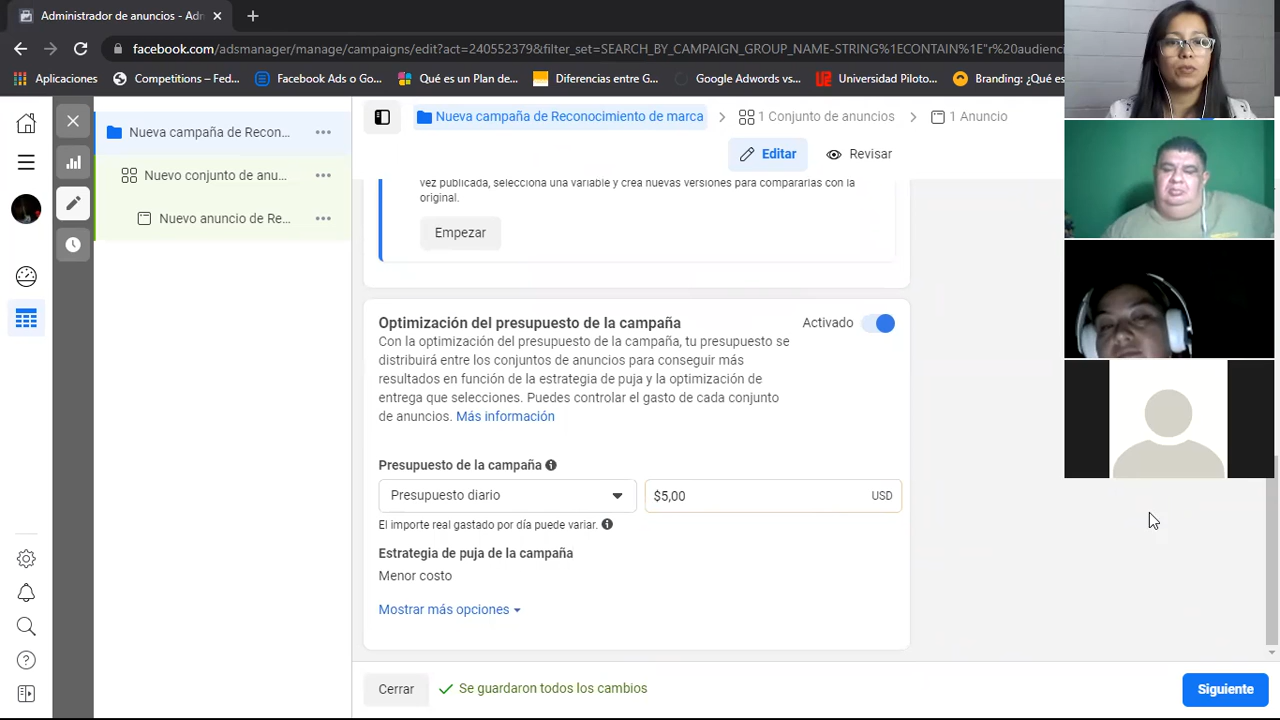 Administrador de anuncios - Adn
facebook.com/adsmanager/manage/campaigns/edit?act=289552379&filter_set=SEARCH_BY_CAMPAIGN_GROUP_NAME-STRING%1ECONTAIN%1E"r%20audienc
Aplicaciones
Competitions – Kag...
Facebook Ads o Go...
Qué es un Plan de...
Diferencias entre G...
Google Adwords vs...
Universidad Piloto...
Branding: ¿Qué es
Nueva campaña de Recon... •••
Nuevo conjunto de anu... •••
Nuevo anuncio de Re... •••
Nueva campaña de Reconocimiento de marca > 1 Conjunto de anuncios > 1 Anuncio
Editar
Revisar
vez publicada, selecciona una variable y crea nuevas versiones para compararlas con la
original.
Empezar
Optimización del presupuesto de la campaña
Activado
Con la optimización del presupuesto de la campaña, tu presupuesto se
distribuirá entre los conjuntos de anuncios para conseguir más
resultados en función de la estrategia de puja y la optimización de
entrega que selecciones. Puedes controlar el gasto de cada conjunto
de anuncios. Más información
Presupuesto de la campaña
Presupuesto diario
$5,00 USD
El importe real gastado por día puede variar.
Estrategia de puja de la campaña
Menor costo
Mostrar más opciones
Cerrar
Se guardaron todos los cambios
Siguiente